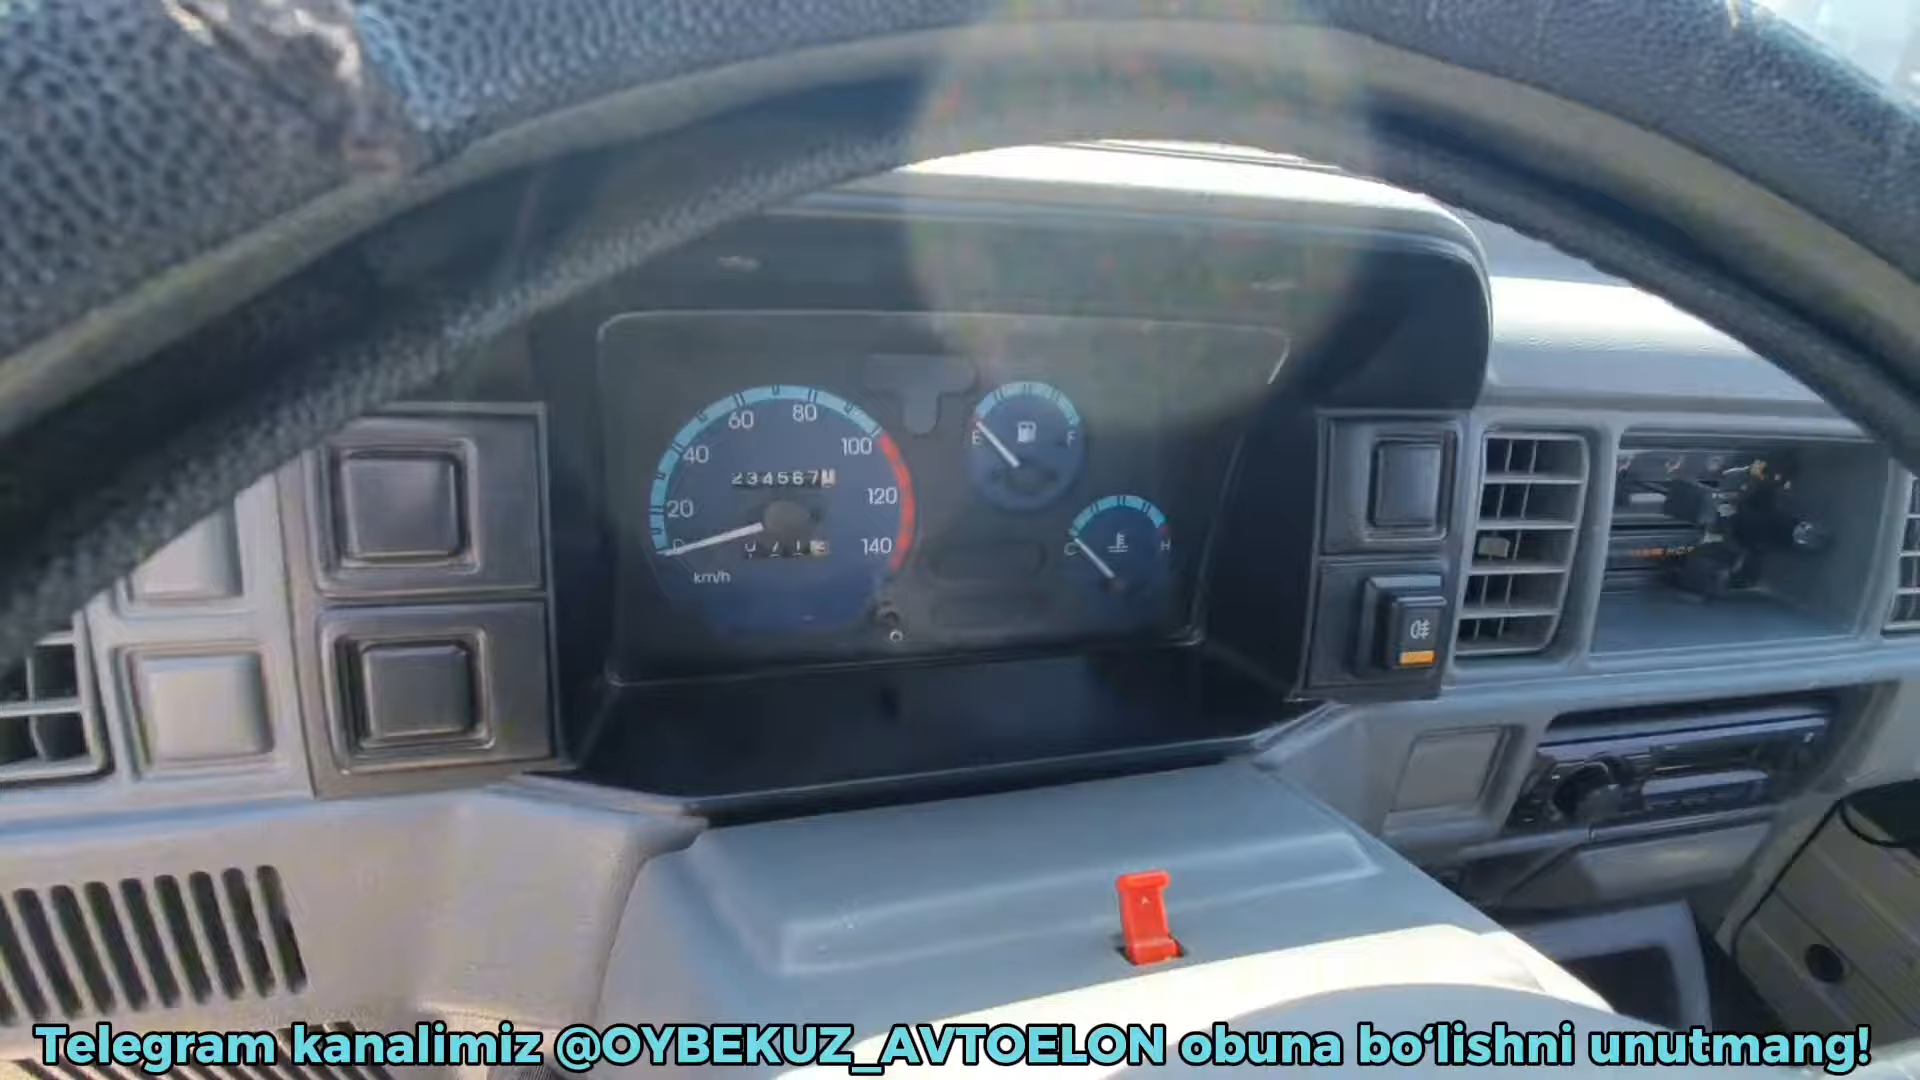 60
80
40
100
E
F
234567
20
120
C
H
140
km/h
Telegram kanalimiz @OYBEKUZ_AVTOELON obuna bo‘lishni unutmang!